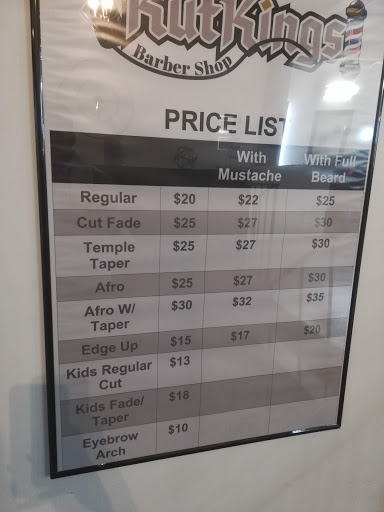 KutKings
Barber Shop
PRICE LIST
With Mustache With Full Beard
Regular $20 $22 $25
Cut Fade $25 $27 $30
Temple Taper $25 $27 $30
Afro $25 $27 $30
Afro W/ Taper $30 $32 $35
Edge Up $15 $17 $20
Kids Regular Cut $13
Kids Fade/ Taper $18
Eyebrow Arch $10